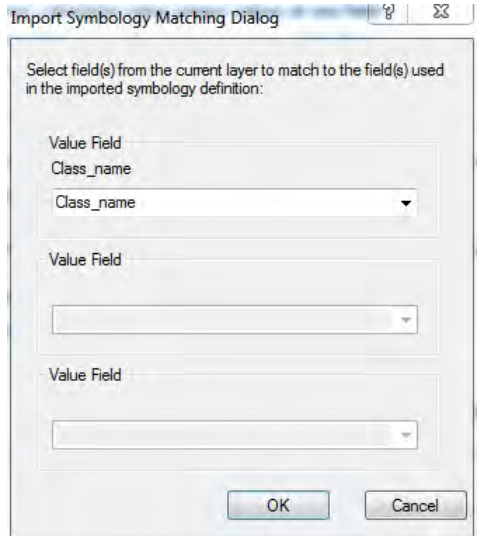 Import Symbology Matching Dialog
Select field(s) from the current layer to match to the field(s) used
in the imported symbology definition:
Value Field
Class_name
Class_name
Value Field
Value Field
OK
Cancel